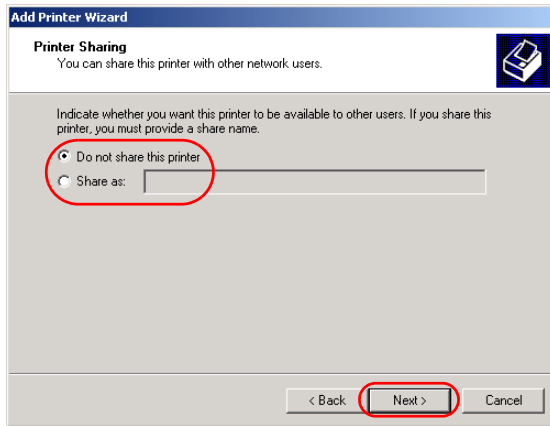 Add Printer Wizard
Printer Sharing
You can share this printer with other network users.
Indicate whether you want this printer to be available to other users. If you share this
printer, you must provide a share name.
Do not share this printer
Share as:
< Back Next > Cancel